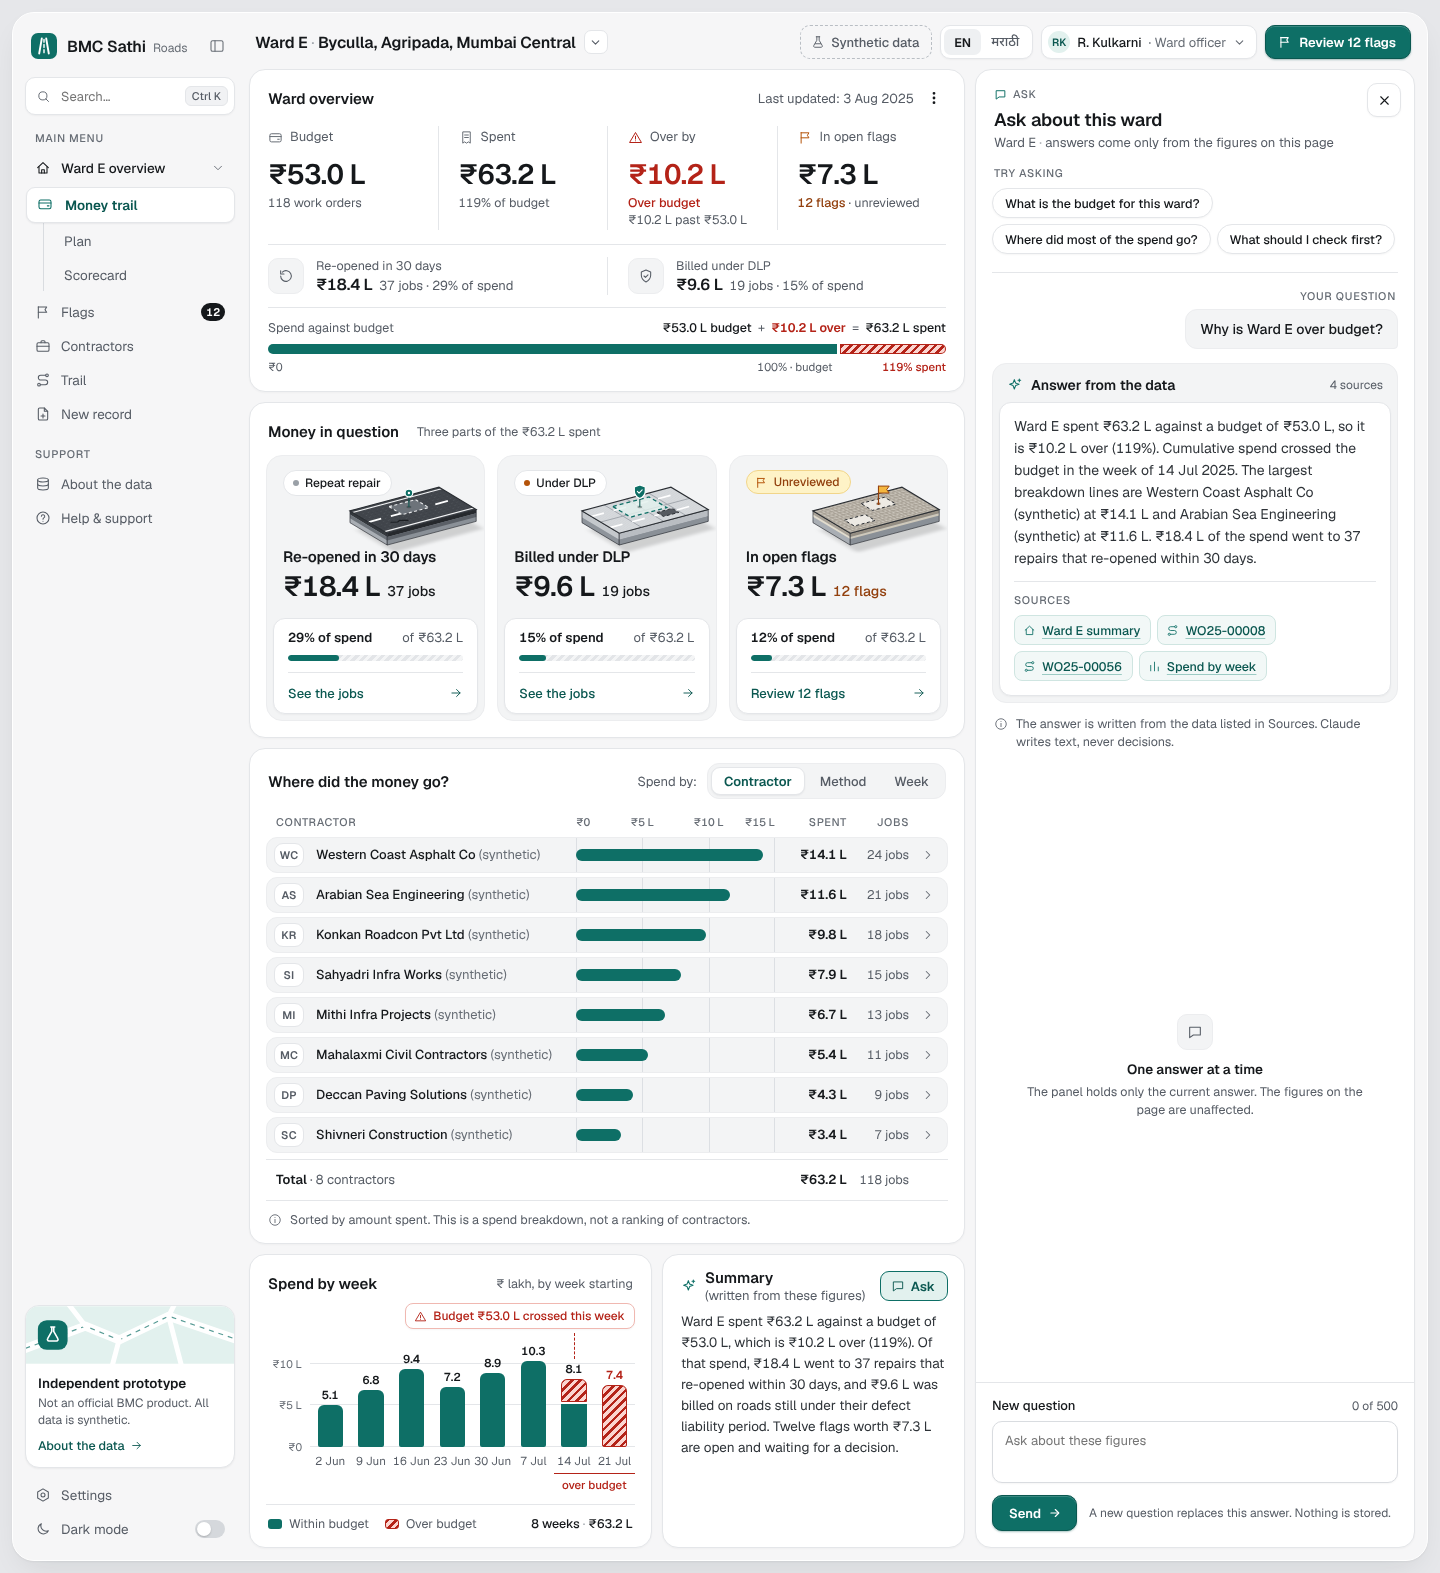 BMC Sathi Roads
Search...
Ctrl K
MAIN MENU
Ward E overview
Money trail
Plan
Scorecard
Flags
12
Contractors
Trail
New record
SUPPORT
About the data
Help & support
Independent prototype
Not an official BMC product. All
data is synthetic.
About the data →
Settings
Dark mode
Ward E · Byculla, Agripada, Mumbai Central
Synthetic data
EN
मराठी
RK
R. Kulkarni · Ward officer
Review 12 flags
Ward overview
Last updated: 3 Aug 2025
Budget
₹53.0 L
118 work orders
Spent
₹63.2 L
119% of budget
Over by
₹10.2 L
Over budget
₹10.2 L past ₹53.0 L
In open flags
₹7.3 L
12 flags · unreviewed
Re-opened in 30 days
₹18.4 L 37 jobs · 29% of spend
Billed under DLP
₹9.6 L 19 jobs · 15% of spend
Spend against budget
₹53.0 L budget + ₹10.2 L over = ₹63.2 L spent
₹0
100% · budget
119% spent
Money in question
Three parts of the ₹63.2 L spent
Repeat repair
Re-opened in 30 days
₹18.4 L 37 jobs
29% of spend
of ₹63.2 L
See the jobs →
Under DLP
Billed under DLP
₹9.6 L 19 jobs
15% of spend
of ₹63.2 L
See the jobs →
Unreviewed
In open flags
₹7.3 L 12 flags
12% of spend
of ₹63.2 L
Review 12 flags →
Where did the money go?
Spend by:
Contractor
Method
Week
CONTRACTOR
₹0
₹5 L
₹10 L
₹15 L
SPENT
JOBS
WC Western Coast Asphalt Co (synthetic) ₹14.1 L 24 jobs
AS Arabian Sea Engineering (synthetic) ₹11.6 L 21 jobs
KR Konkan Roadcon Pvt Ltd (synthetic) ₹9.8 L 18 jobs
SI Sahyadri Infra Works (synthetic) ₹7.9 L 15 jobs
MI Mithi Infra Projects (synthetic) ₹6.7 L 13 jobs
MC Mahalaxmi Civil Contractors (synthetic) ₹5.4 L 11 jobs
DP Deccan Paving Solutions (synthetic) ₹4.3 L 9 jobs
SC Shivneri Construction (synthetic) ₹3.4 L 7 jobs
Total · 8 contractors ₹63.2 L 118 jobs
Sorted by amount spent. This is a spend breakdown, not a ranking of contractors.
Spend by week
₹ lakh, by week starting
Budget ₹53.0 L crossed this week
₹10 L
₹5 L
₹0
5.1
6.8
9.4
7.2
8.9
10.3
8.1
7.4
2 Jun
9 Jun
16 Jun
23 Jun
30 Jun
7 Jul
14 Jul
21 Jul
over budget
Within budget
Over budget
8 weeks · ₹63.2 L
Summary
(written from these figures)
Ask
Ward E spent ₹63.2 L against a budget of
₹53.0 L, which is ₹10.2 L over (119%). Of
that spend, ₹18.4 L went to 37 repairs that
re-opened within 30 days, and ₹9.6 L was
billed on roads still under their defect
liability period. Twelve flags worth ₹7.3 L
are open and waiting for a decision.
ASK
Ask about this ward
Ward E · answers come only from the figures on this page
TRY ASKING
What is the budget for this ward?
Where did most of the spend go?
What should I check first?
YOUR QUESTION
Why is Ward E over budget?
Answer from the data
4 sources
Ward E spent ₹63.2 L against a budget of ₹53.0 L, so it
is ₹10.2 L over (119%). Cumulative spend crossed the
budget in the week of 14 Jul 2025. The largest
breakdown lines are Western Coast Asphalt Co
(synthetic) at ₹14.1 L and Arabian Sea Engineering
(synthetic) at ₹11.6 L. ₹18.4 L of the spend went to 37
repairs that re-opened within 30 days.
SOURCES
Ward E summary
WO25-00008
WO25-00056
Spend by week
The answer is written from the data listed in Sources. Claude
writes text, never decisions.
One answer at a time
The panel holds only the current answer. The figures on the
page are unaffected.
New question
0 of 500
Ask about these figures
Send →
A new question replaces this answer. Nothing is stored.